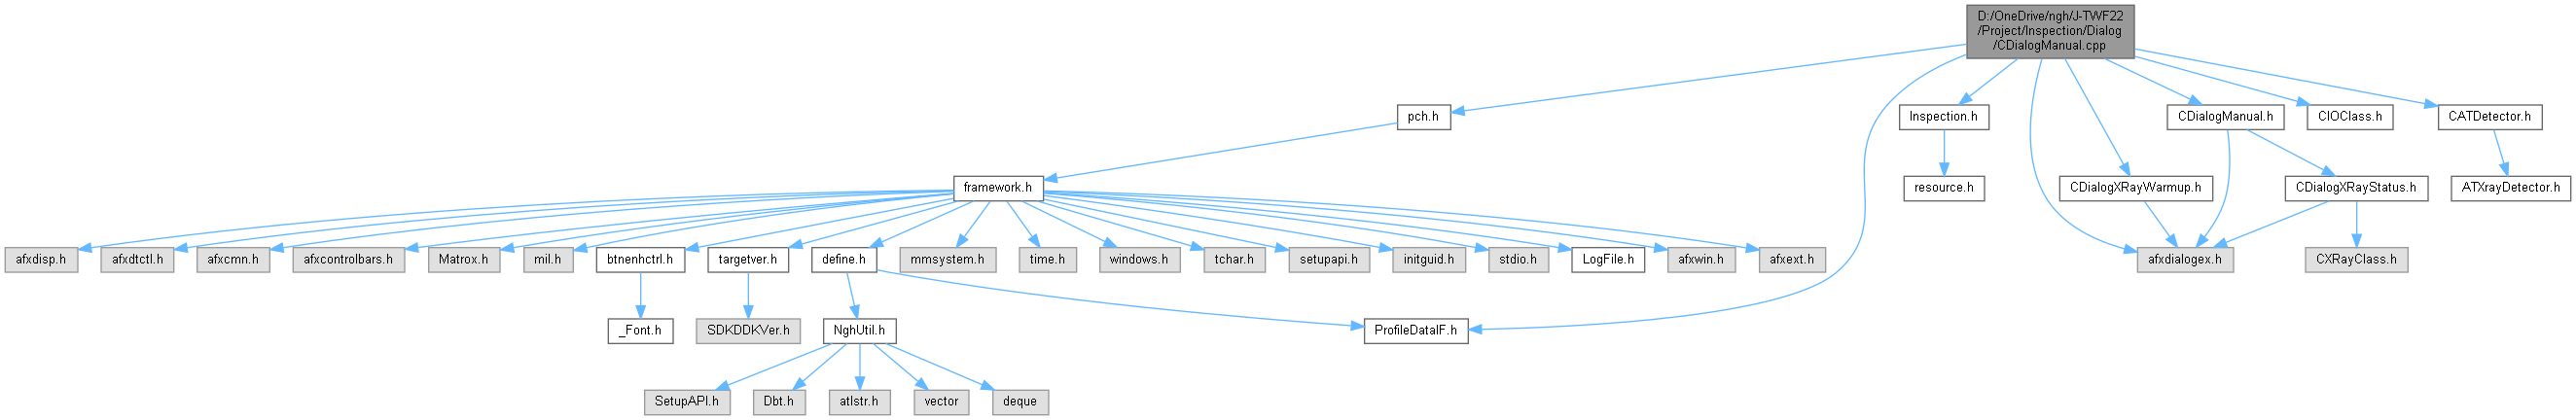 D:/OneDrive/ngh/J-TWF22
/Project/Inspection/Dialog
/CDialogManual.cpp
pch.h
Inspection.h
CDialogManual.h
CIOClass.h
CATDetector.h
framework.h
resource.h
CDialogXRayWarmup.h
CDialogXRayStatus.h
ATXrayDetector.h
afxdisp.h
afxdtctl.h
afxcmn.h
afxcontrolbars.h
Matrox.h
mil.h
btnenhctrl.h
targetver.h
define.h
mmsystem.h
time.h
windows.h
tchar.h
setupapi.h
initguid.h
stdio.h
LogFile.h
afxwin.h
afxext.h
afxdialogex.h
CXRayClass.h
_Font.h
SDKDDKVer.h
NghUtil.h
ProfileDataIF.h
SetupAPI.h
Dbt.h
atlstr.h
vector
deque